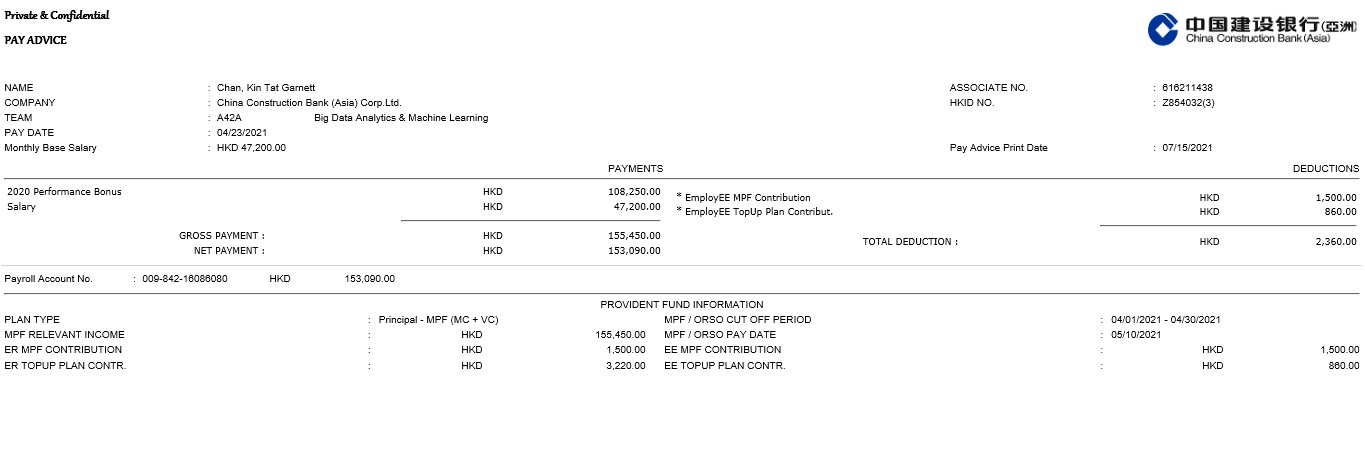 Private & Confidential
中国建设银行(亞洲)
China Construction Bank (Asia)
PAY ADVICE
NAME : Chan, Kin Tat Garnett ASSOCIATE NO. : 616211438
COMPANY : China Construction Bank (Asia) Corp.Ltd. HKID NO. : Z854032(3)
TEAM : A42A Big Data Analytics & Machine Learning
PAY DATE : 04/23/2021
Monthly Base Salary : HKD 47,200.00 Pay Advice Print Date : 07/15/2021
PAYMENTS DEDUCTIONS
2020 Performance Bonus HKD 108,250.00 * EmployEE MPF Contribution HKD 1,500.00
Salary HKD 47,200.00 * EmployEE TopUp Plan Contribut. HKD 860.00
GROSS PAYMENT : HKD 155,450.00 TOTAL DEDUCTION : HKD 2,360.00
NET PAYMENT : HKD 153,090.00
Payroll Account No. : 009-842-16086080 HKD 153,090.00
PROVIDENT FUND INFORMATION
PLAN TYPE : Principal - MPF (MC + VC) MPF / ORSO CUT OFF PERIOD : 04/01/2021 - 04/30/2021
MPF RELEVANT INCOME : HKD 155,450.00 MPF / ORSO PAY DATE : 05/10/2021
ER MPF CONTRIBUTION : HKD 1,500.00 EE MPF CONTRIBUTION : HKD 1,500.00
ER TOPUP PLAN CONTR. : HKD 3,220.00 EE TOPUP PLAN CONTR. : HKD 860.00